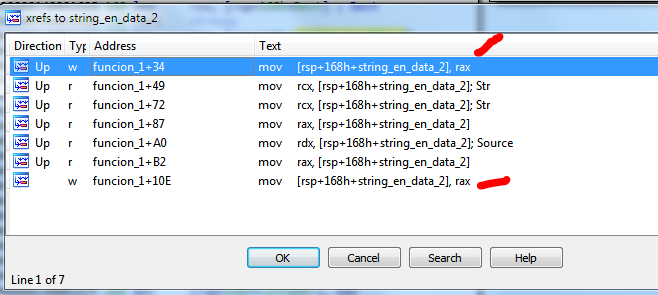 xrefs to string_en_data_2
Direction Typ Address Text
Up w funcion_1+34 mov [rsp+168h+string_en_data_2], rax
Up r funcion_1+49 mov rcx, [rsp+168h+string_en_data_2]; Str
Up r funcion_1+72 mov rcx, [rsp+168h+string_en_data_2]; Str
Up r funcion_1+87 mov rax, [rsp+168h+string_en_data_2]
Up r funcion_1+A0 mov rdx, [rsp+168h+string_en_data_2]; Source
Up r funcion_1+B2 mov rax, [rsp+168h+string_en_data_2]
w funcion_1+10E mov [rsp+168h+string_en_data_2], rax
OK Cancel Search Help
Line 1 of 7